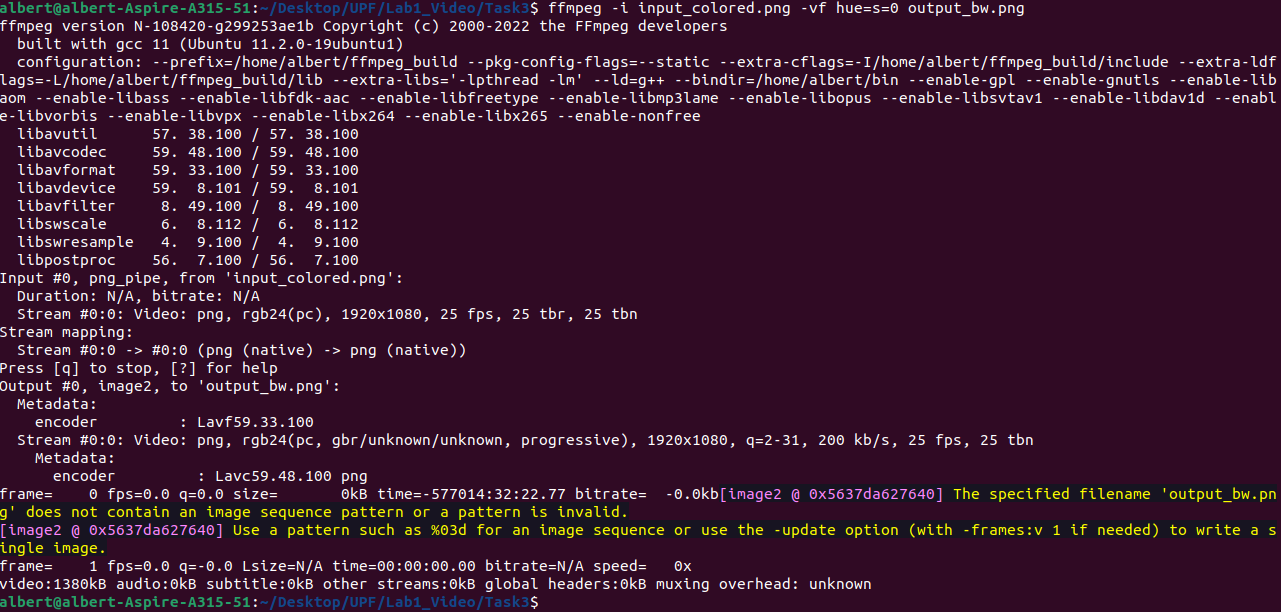 albert@albert-Aspire-A315-51:~/Desktop/UPF/Lab1_Video/Task3$ ffmpeg -i input_colored.png -vf hue=s=0 output_bw.png
ffmpeg version N-108420-g299253ae1b Copyright (c) 2000-2022 the FFmpeg developers
  built with gcc 11 (Ubuntu 11.2.0-19ubuntu1)
  configuration: --prefix=/home/albert/ffmpeg_build --pkg-config-flags=--static --extra-cflags=-I/home/albert/ffmpeg_build/include --extra-ldf
lags=-L/home/albert/ffmpeg_build/lib --extra-libs='-lpthread -lm' --ld=g++ --bindir=/home/albert/bin --enable-gpl --enable-gnutls --enable-lib
aom --enable-libass --enable-libfdk-aac --enable-libfreetype --enable-libmp3lame --enable-libopus --enable-libsvtav1 --enable-libdav1d --enabl
e-libvorbis --enable-libvpx --enable-libx264 --enable-libx265 --enable-nonfree
  libavutil      57. 38.100 / 57. 38.100
  libavcodec     59. 48.100 / 59. 48.100
  libavformat    59. 33.100 / 59. 33.100
  libavdevice    59.  8.101 / 59.  8.101
  libavfilter     8. 49.100 /  8. 49.100
  libswscale      6.  8.112 /  6.  8.112
  libswresample   4.  9.100 /  4.  9.100
  libpostproc    56.  7.100 / 56.  7.100
Input #0, png_pipe, from 'input_colored.png':
  Duration: N/A, bitrate: N/A
  Stream #0:0: Video: png, rgb24(pc), 1920x1080, 25 fps, 25 tbr, 25 tbn
Stream mapping:
  Stream #0:0 -> #0:0 (png (native) -> png (native))
Press [q] to stop, [?] for help
Output #0, image2, to 'output_bw.png':
  Metadata:
    encoder         : Lavf59.33.100
  Stream #0:0: Video: png, rgb24(pc, gbr/unknown/unknown, progressive), 1920x1080, q=2-31, 200 kb/s, 25 fps, 25 tbn
    Metadata:
      encoder         : Lavc59.48.100 png
frame=    0 fps=0.0 q=0.0 size=       0kB time=-577014:32:22.77 bitrate=  -0.0kb[image2 @ 0x5637da627640] The specified filename 'output_bw.pn
g' does not contain an image sequence pattern or a pattern is invalid.
[image2 @ 0x5637da627640] Use a pattern such as %03d for an image sequence or use the -update option (with -frames:v 1 if needed) to write a s
ingle image.
frame=    1 fps=0.0 q=-0.0 Lsize=N/A time=00:00:00.00 bitrate=N/A speed=   0x
video:1380kB audio:0kB subtitle:0kB other streams:0kB global headers:0kB muxing overhead: unknown
albert@albert-Aspire-A315-51:~/Desktop/UPF/Lab1_Video/Task3$